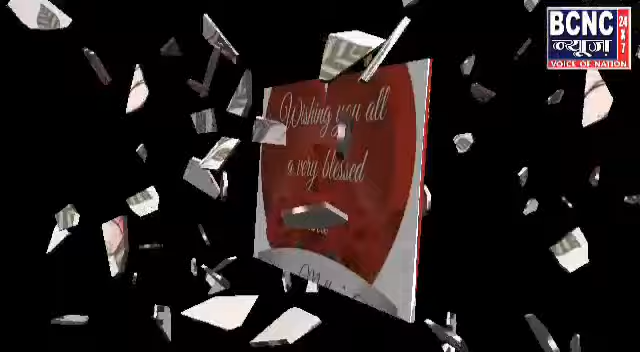 BCNC
24X7
न्यूज़
VOICE OF NATION
Wishing you all
a very blessed